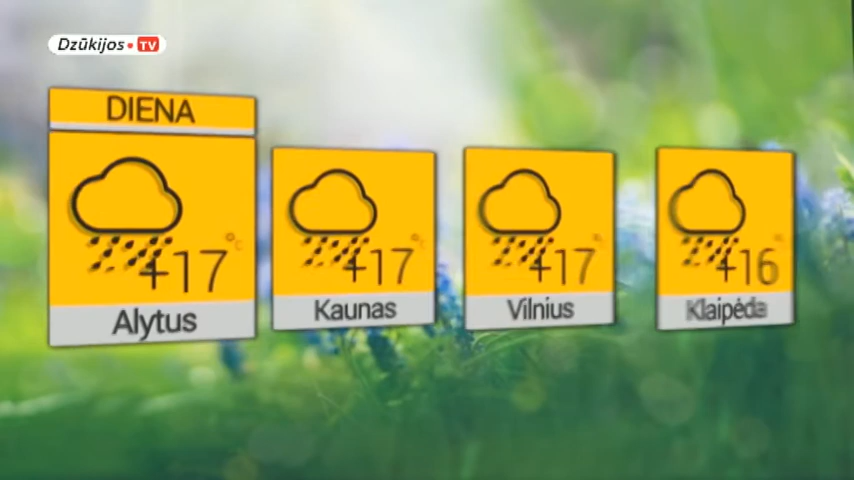 Dzūkijos TV
DIENA
+17 °C
Alytus
+17 °C
Kaunas
+17
Vilnius
+16
Klaipėda